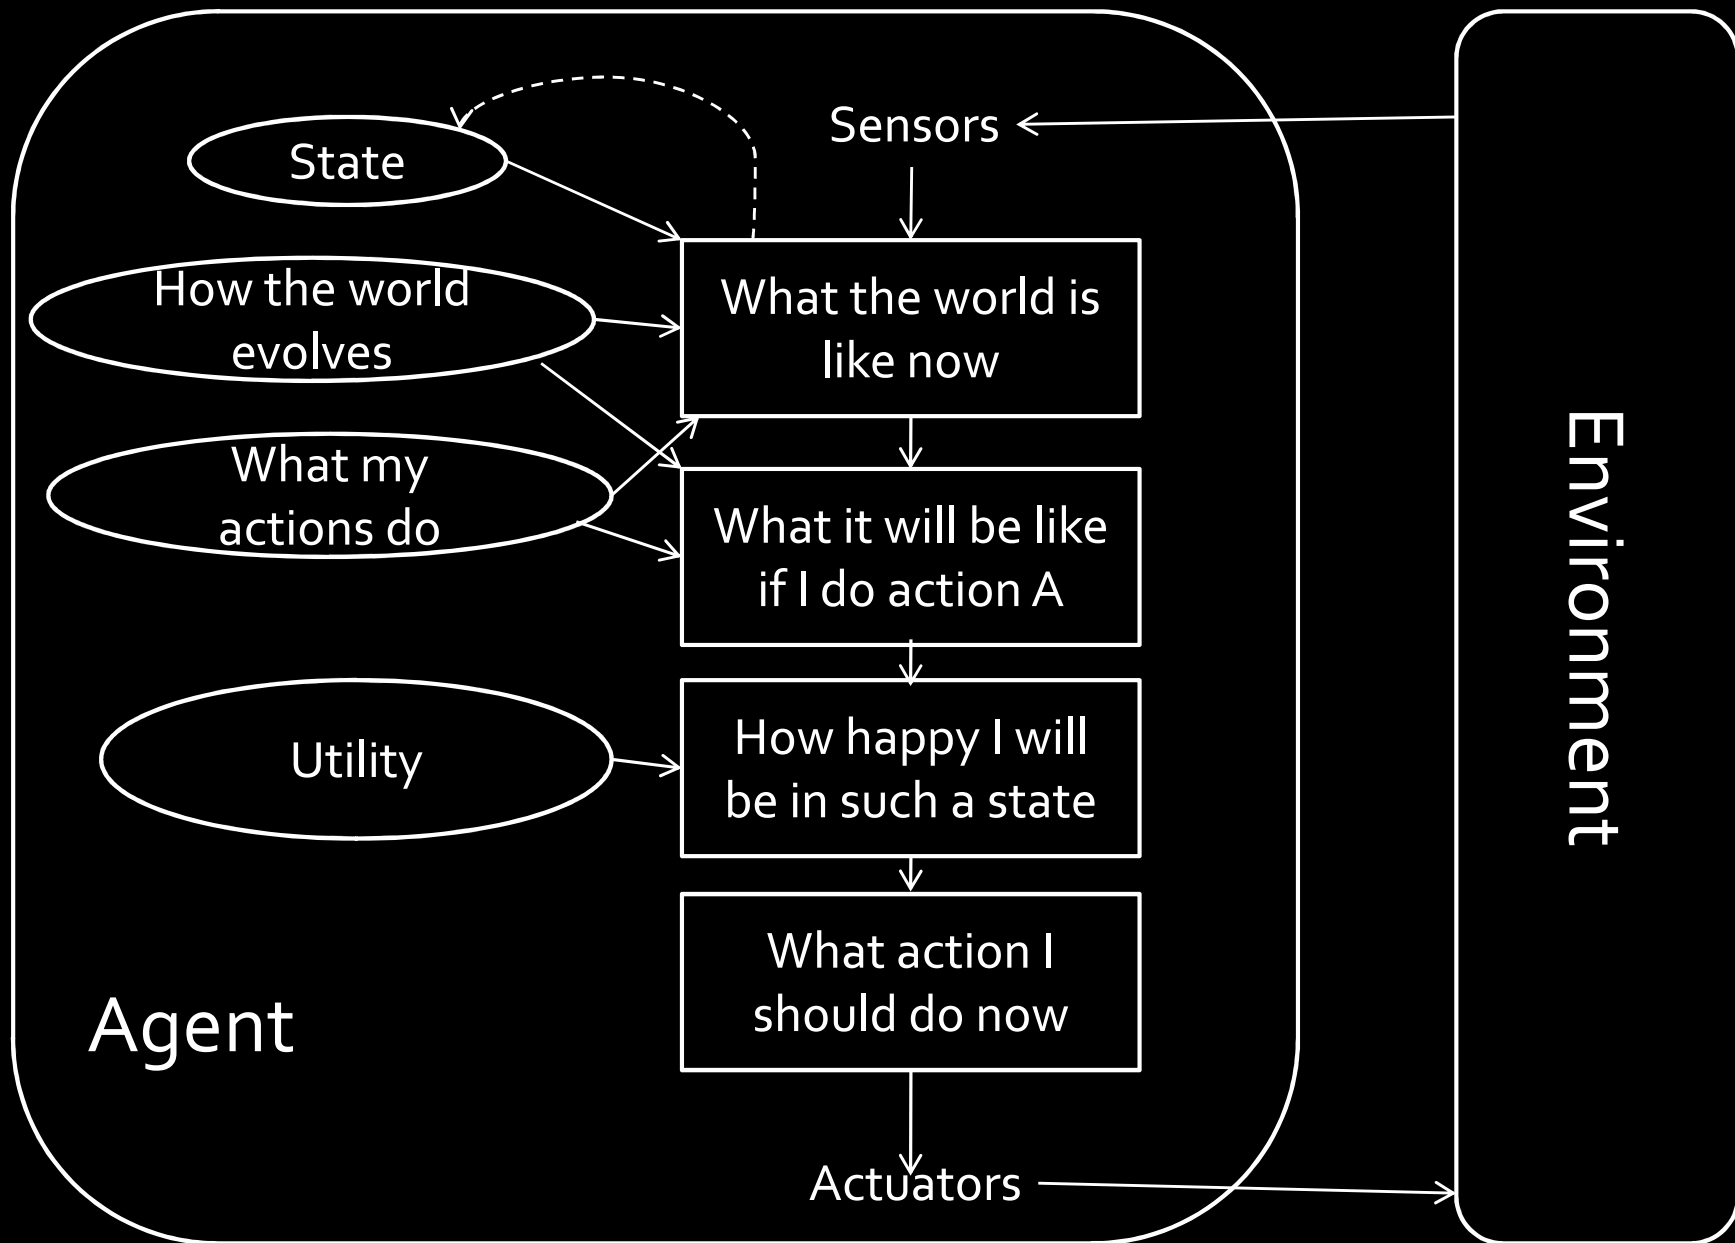 Sensors
State
How the world
evolves
What the world is
like now
What my
actions do
What it will be like
if I do action A
Utility
How happy I will
be in such a state
What action I
should do now
Agent
Actuators
Environment